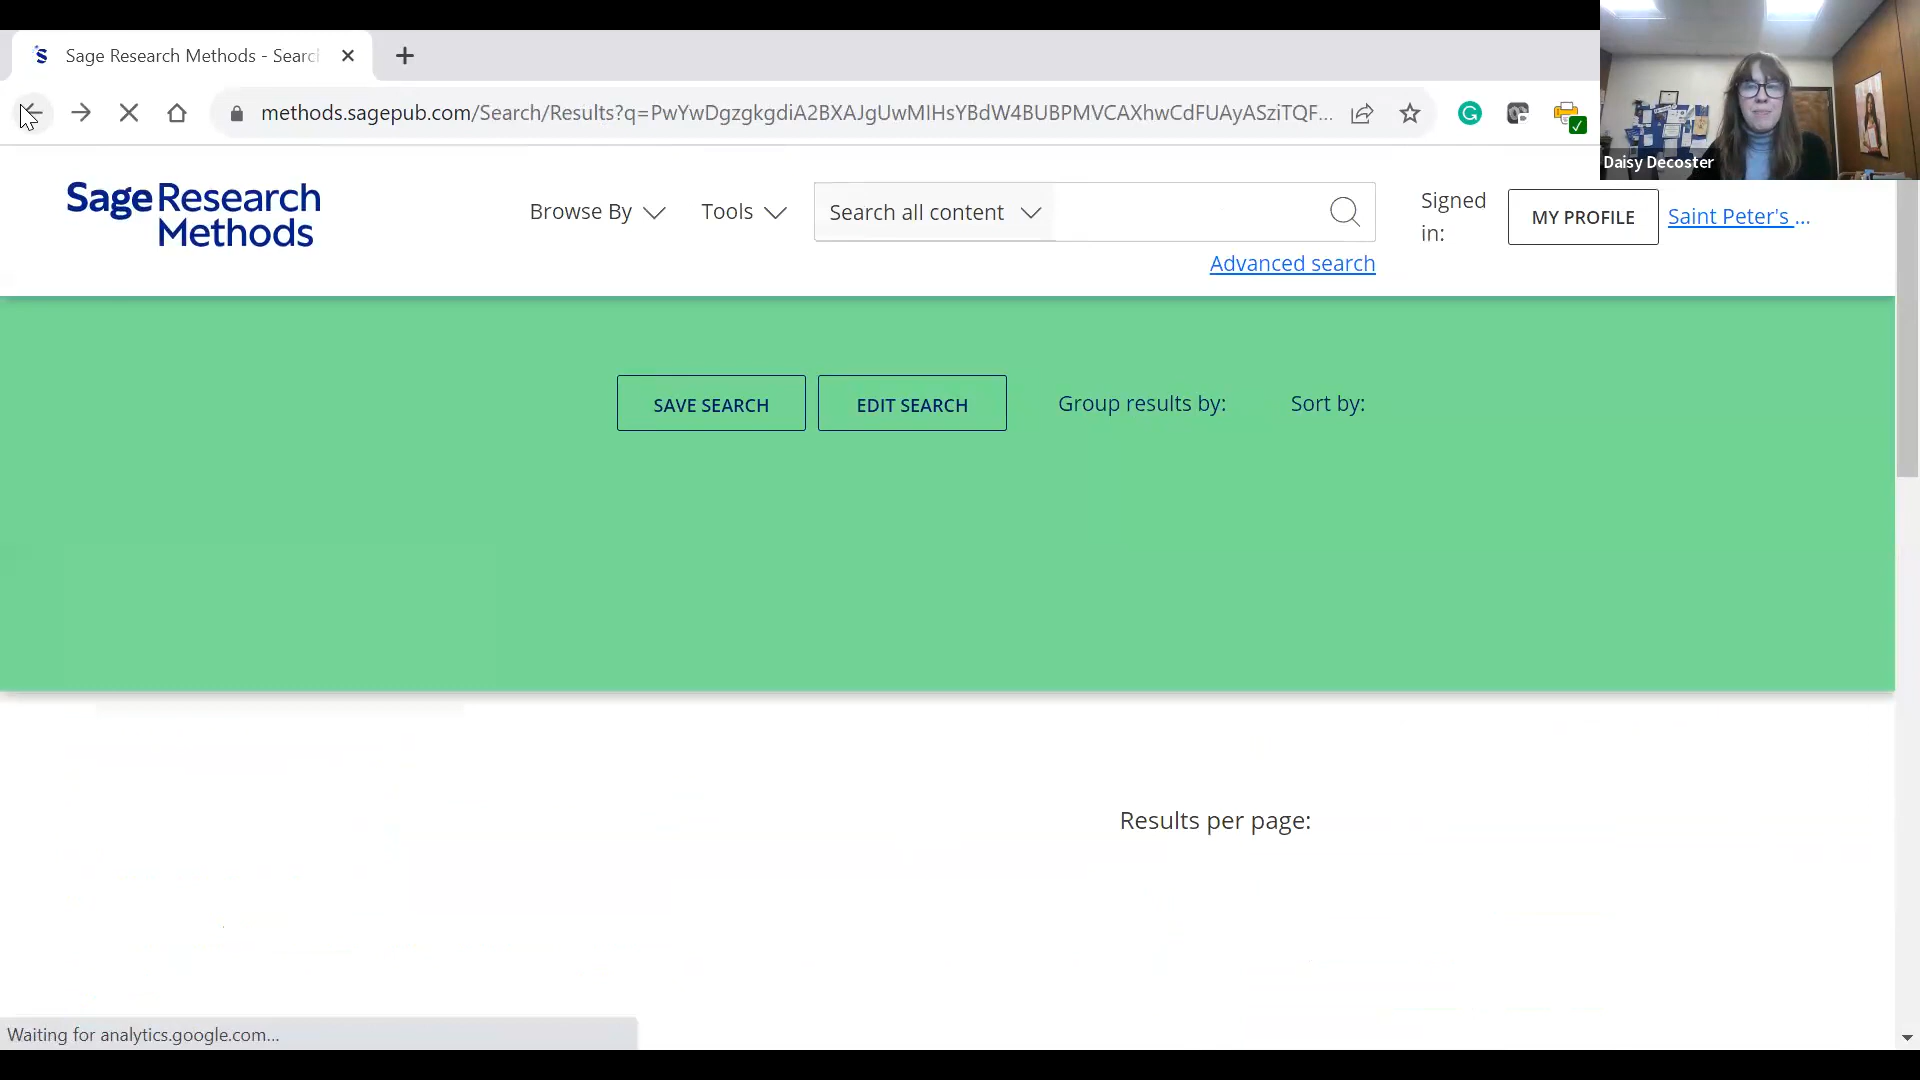 Sage Research Methods - Search
methods.sagepub.com/Search/Results?q=PwYwDgzgkgdiA2BXAJgUwMIHsYBdW4BUBPMVCAXhwCdFUAyASziTQF...
Daisy Decoster
Sage Research
Methods
Browse By
Tools
Search all content
Signed
in:
MY PROFILE
Saint Peter's ...
Advanced search
SAVE SEARCH
EDIT SEARCH
Group results by:
Sort by:
Results per page:
Waiting for analytics.google.com...